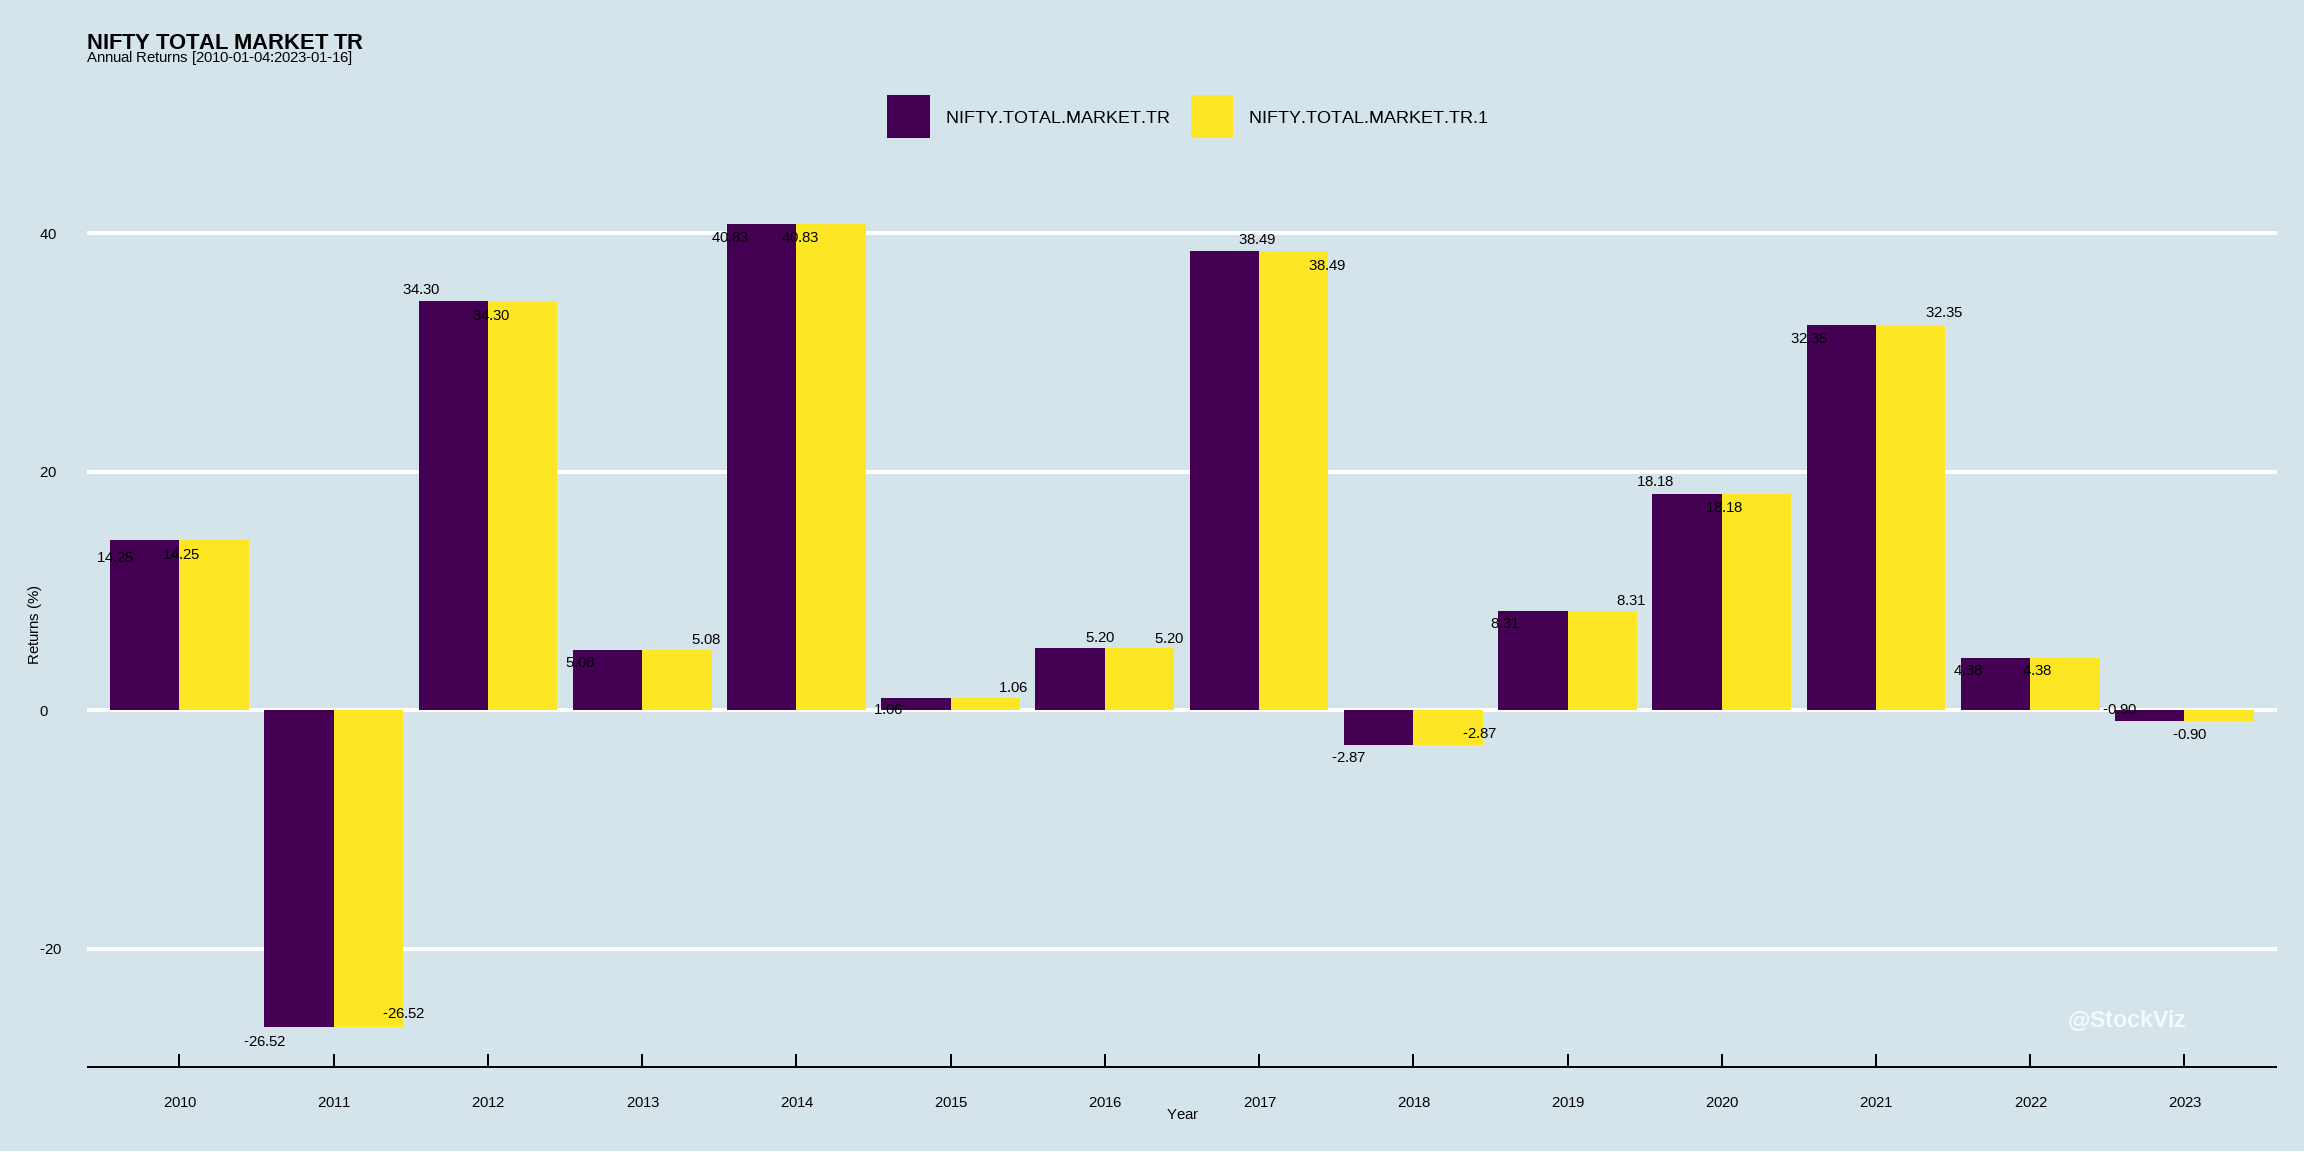 NIFTY TOTAL MARKET TR
Annual Returns [2010-01-04:2023-01-16]
NIFTY.TOTAL.MARKET.TR NIFTY.TOTAL.MARKET.TR.1
40
20
0
-20
Returns (%)
14.25 14.25
-26.52 -26.52
34.30 34.30
5.08 5.08
40.83 40.83
1.06 1.06
5.20 5.20
38.49 38.49
-2.87 -2.87
8.31 8.31
18.18 18.18
32.35 32.35
4.38 4.38
-0.90 -0.90
@StockViz
2010 2011 2012 2013 2014 2015 2016 2017 2018 2019 2020 2021 2022 2023
Year